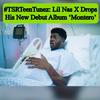 #TSRTeenTunez: Lil Nas X Drops
His New Debut Album "Montero"